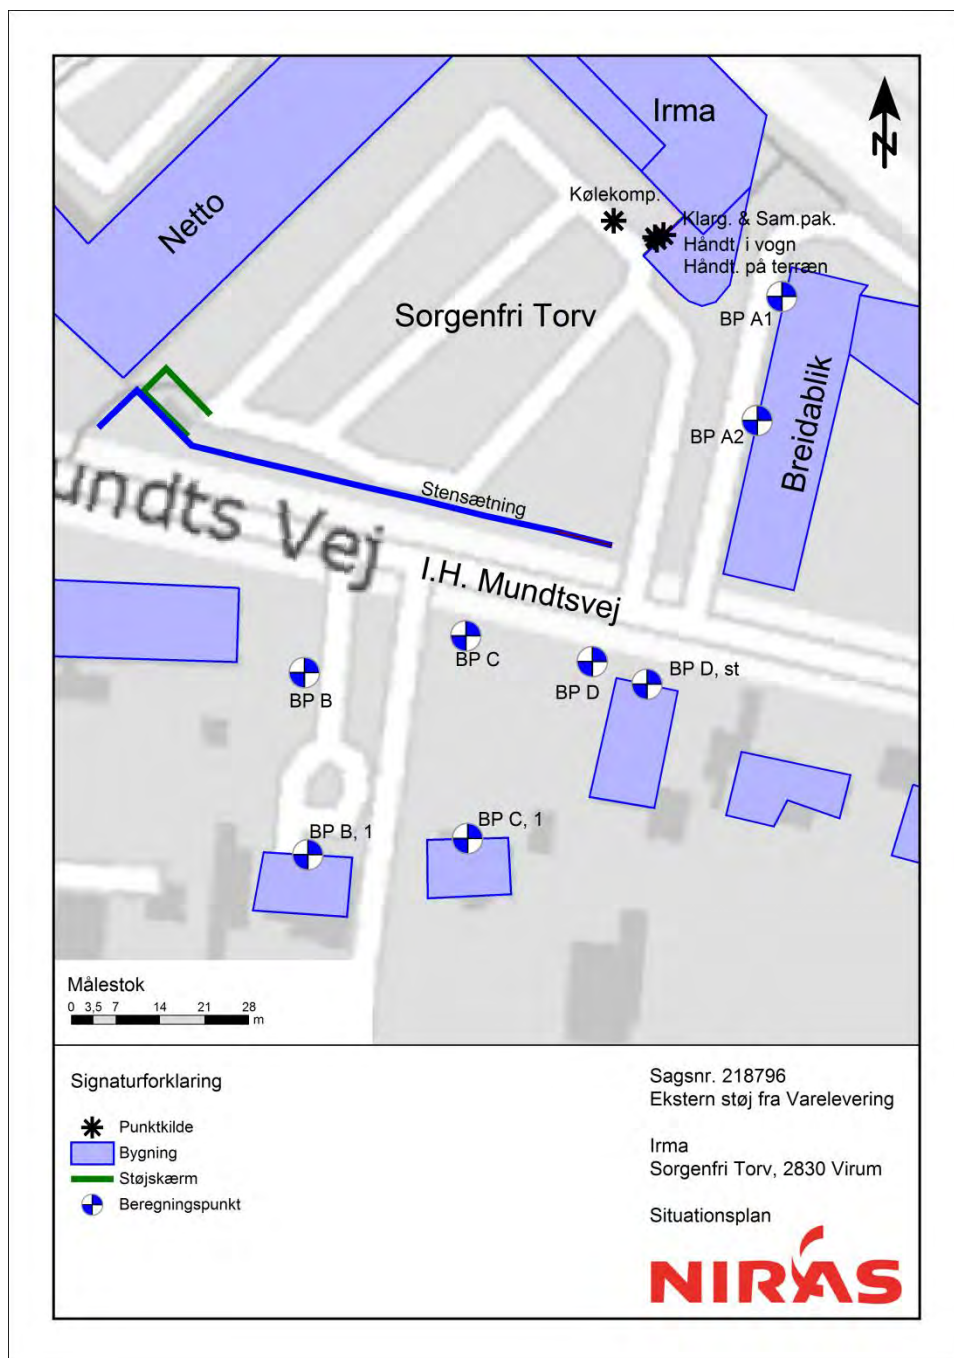 Irma
N
Kølekomp.
Klarg. & Sam.pak.
Netto
Håndt. i vogn
Håndt. på terræn
Sorgenfri Torv
BP A1
Breidablik
BP A2
Stensætning
undts Vej
I.H. Mundtsvej
BP C
BP D, st
BP B
BP D
BP B, 1
BP C, 1
Målestok
0 3,5 7 14 21 28
m
Signaturforklaring
Punktkilde
Bygning
Støjskærm
Beregningspunkt
Sagsnr. 218796
Ekstern støj fra Varelevering
Irma
Sorgenfri Torv, 2830 Virum
Situationsplan
NIRAS